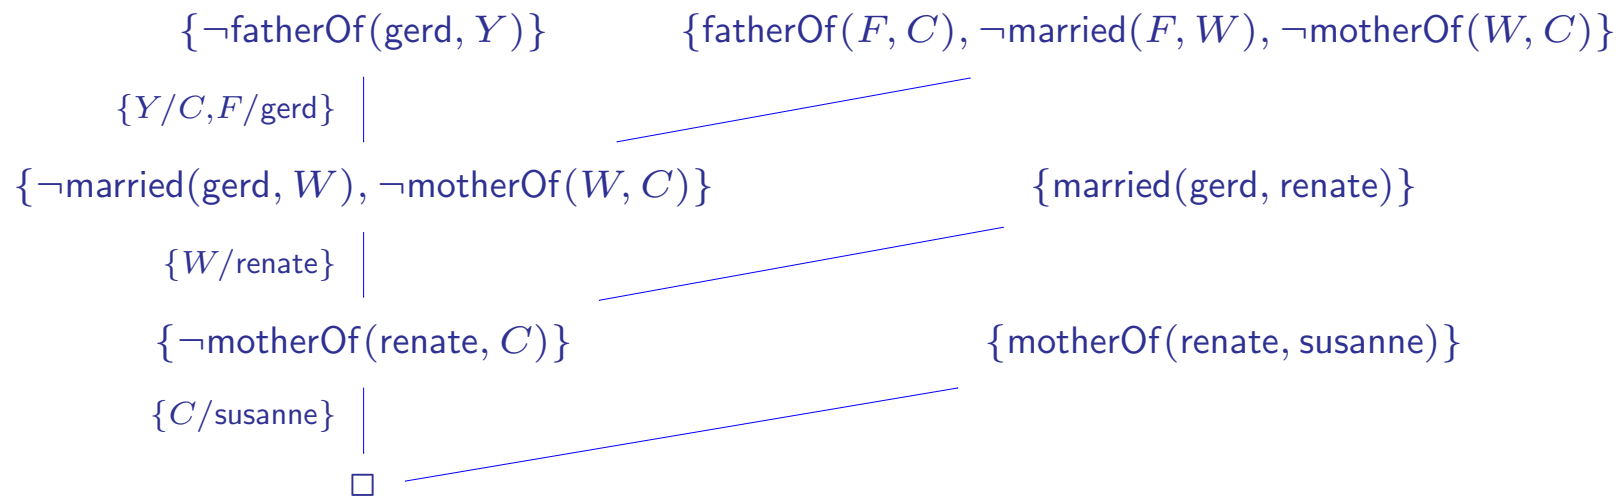 {¬fatherOf(gerd, Y)} {fatherOf(F, C), ¬married(F, W), ¬motherOf(W, C)}
{Y/C,F/gerd}
{¬married(gerd, W), ¬motherOf(W, C)} {married(gerd, renate)}
{W/renate}
{¬motherOf(renate, C)} {motherOf(renate, susanne)}
{C/susanne}
□